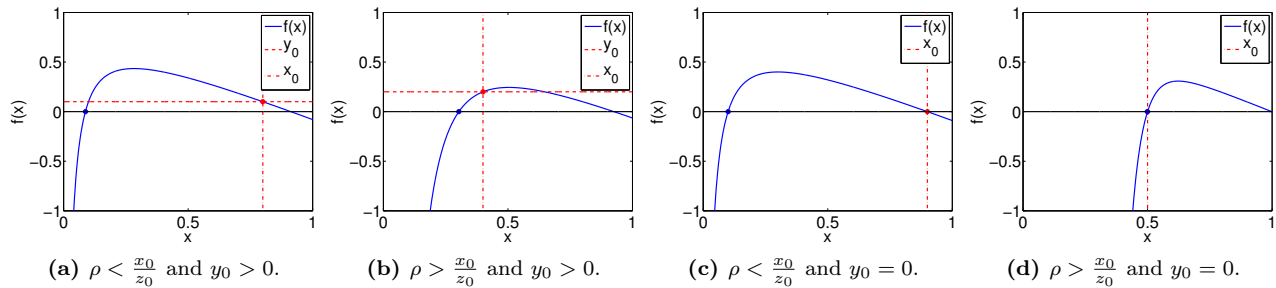 1
0.5
0
−0.5
−1
f(x)
0
0.5
1
x
f(x)
y0
x0
(a) ρ < x0/z0 and y0 > 0.
1
0.5
0
−0.5
−1
f(x)
0
0.5
1
x
f(x)
y0
x0
(b) ρ > x0/z0 and y0 > 0.
1
0.5
0
−0.5
−1
f(x)
0
0.5
1
x
f(x)
x0
(c) ρ < x0/z0 and y0 = 0.
1
0.5
0
−0.5
−1
f(x)
0
0.5
1
x
f(x)
x0
(d) ρ > x0/z0 and y0 = 0.